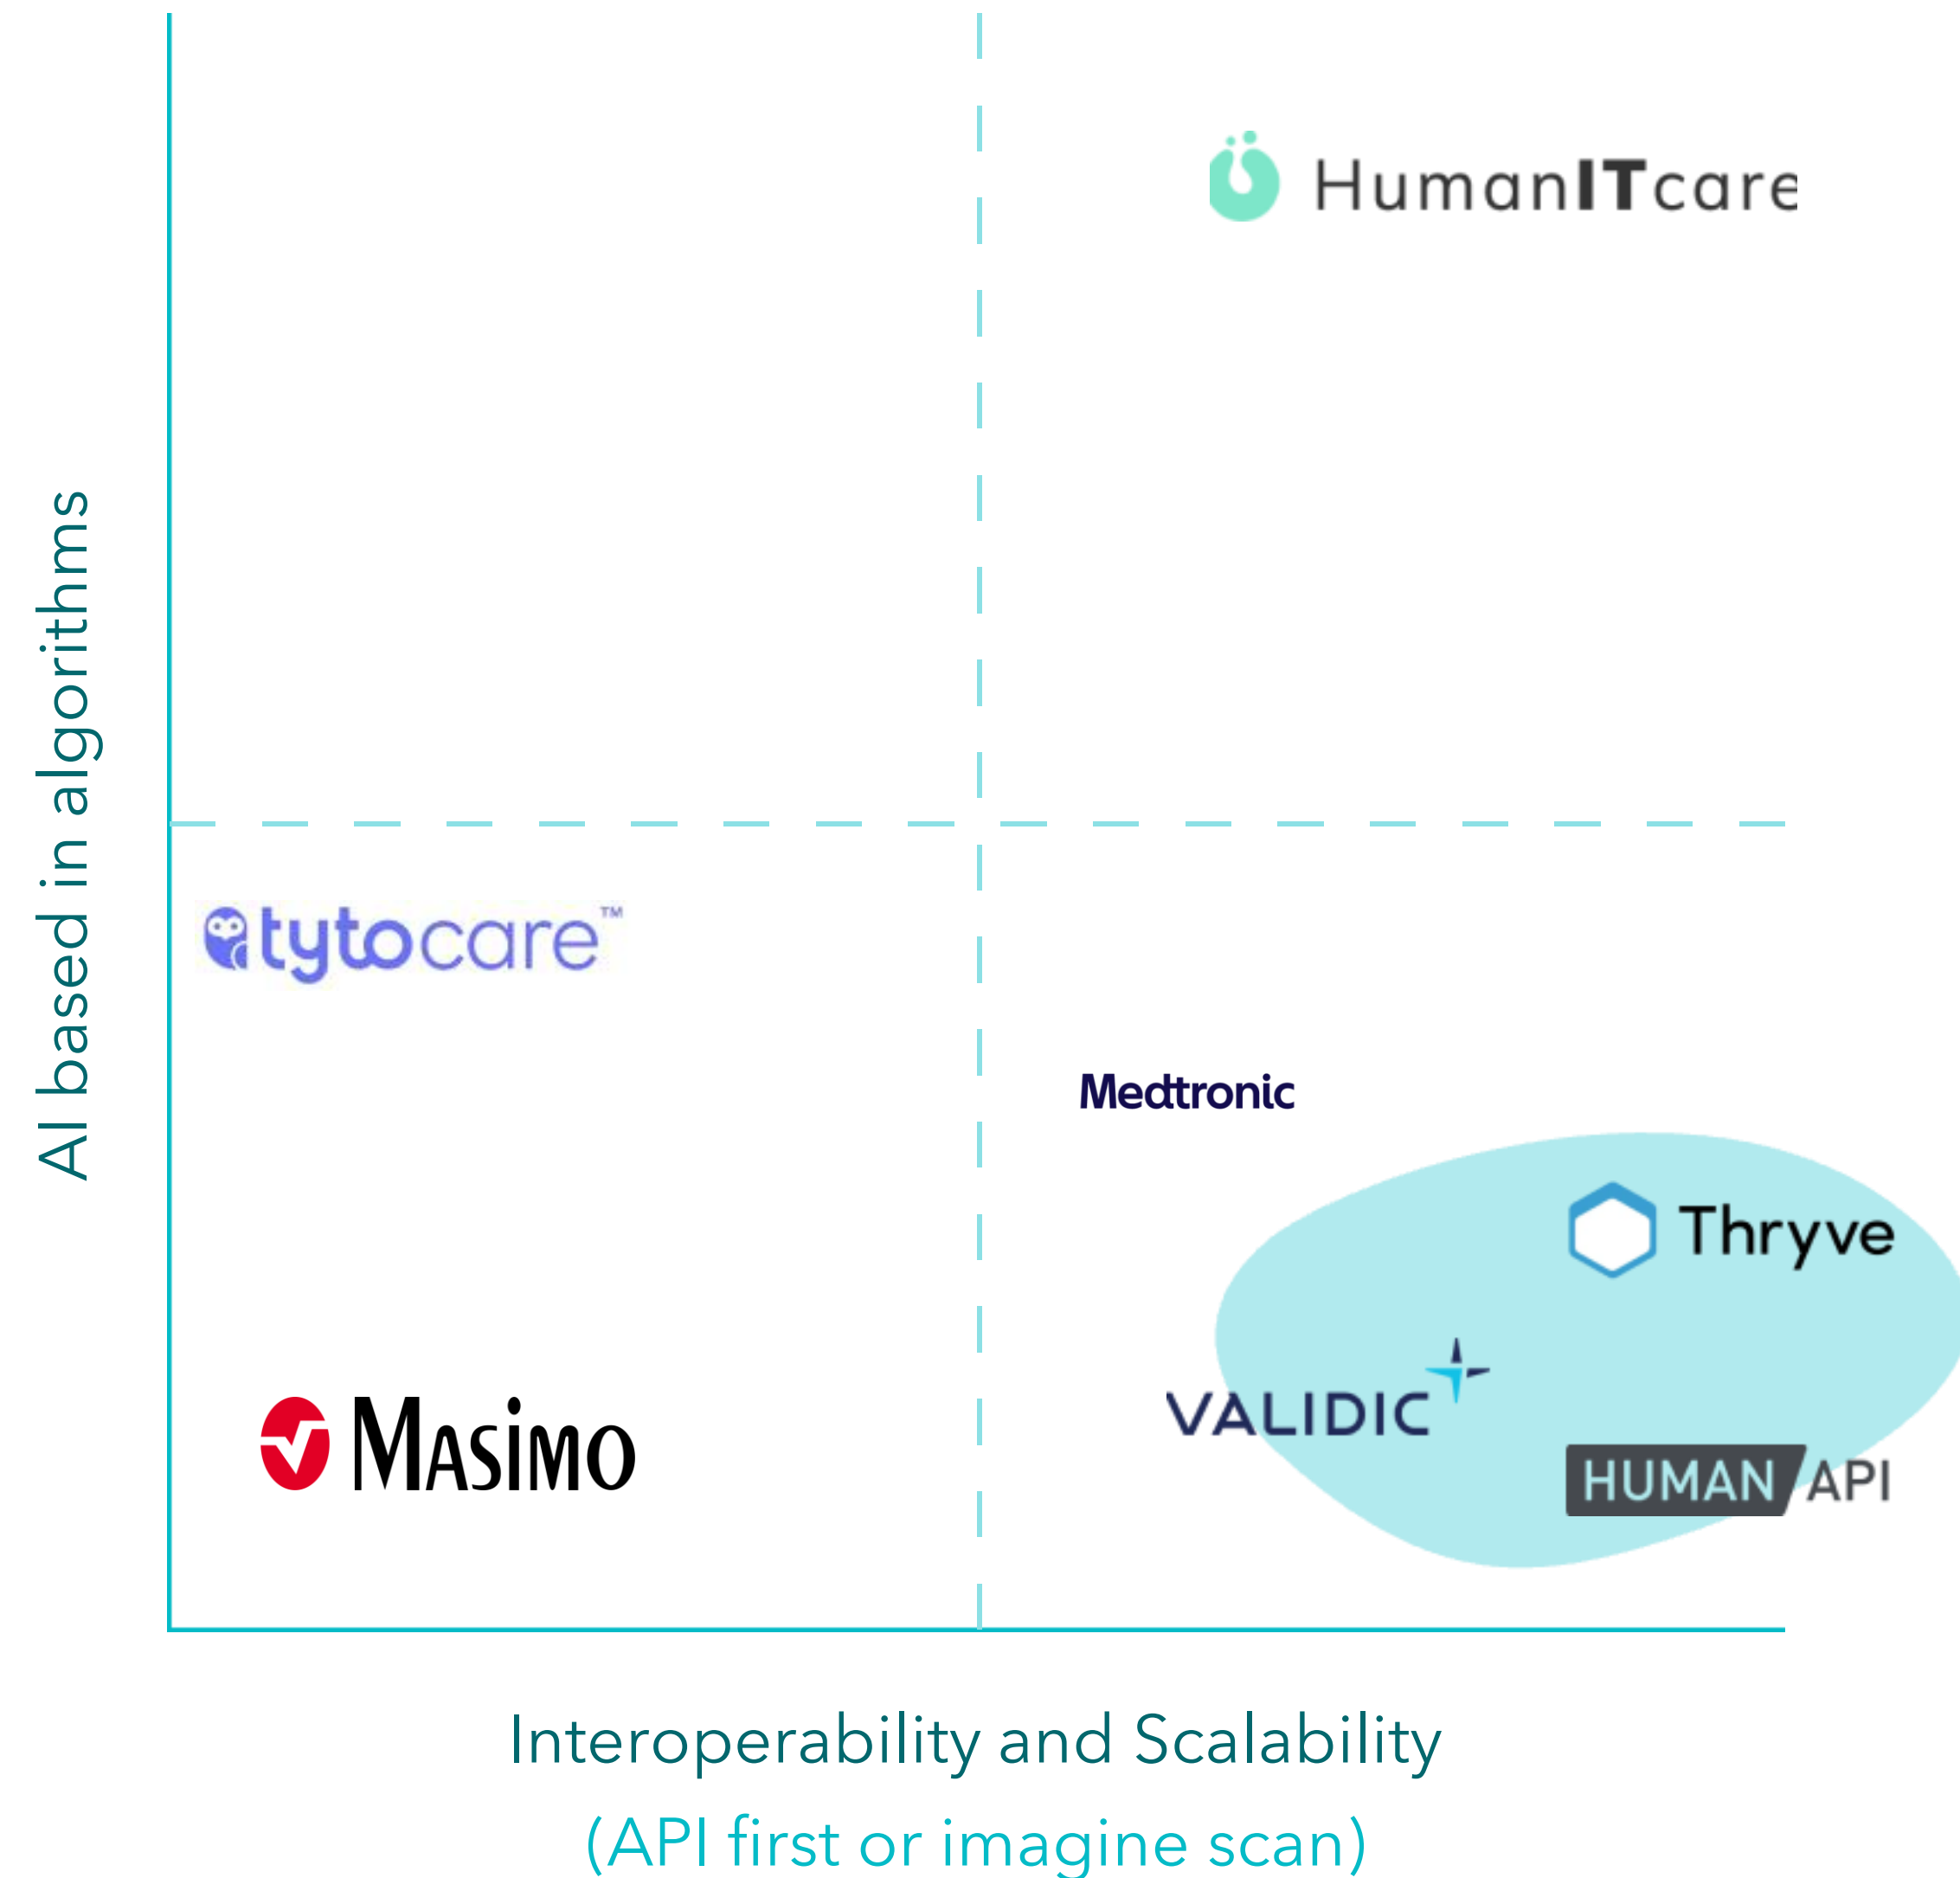 HumanITcare
AI based in algorithms
tytocare™
Medtronic
Thryve
VALIDIC
MASiMO
HUMAN API
Interoperability and Scalability
(API first or imagine scan)